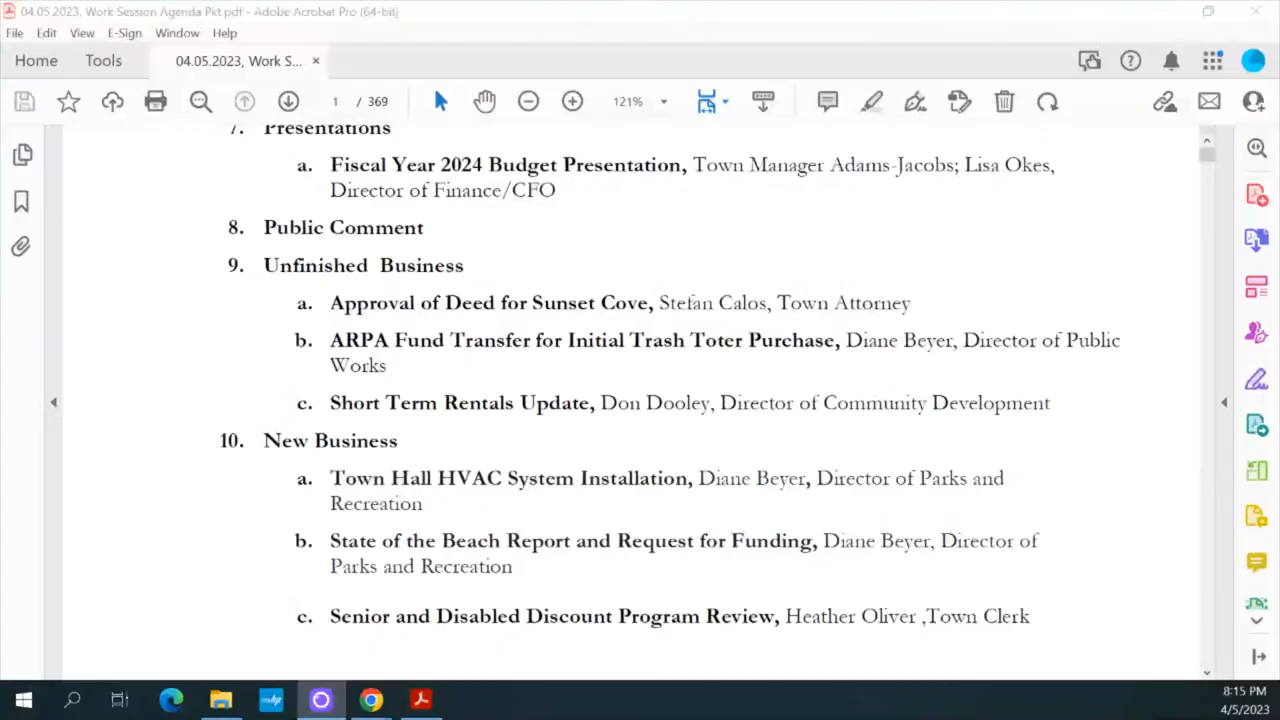 04.05.2023, Work Session Agenda Pkt.pdf - Adobe Acrobat Pro (64-bit)
File Edit View E-Sign Window Help
Home Tools 04.05.2023, Work S... ×
1 / 369 121%
7. Presentations
a. Fiscal Year 2024 Budget Presentation, Town Manager Adams-Jacobs; Lisa Okes,
Director of Finance/CFO
8. Public Comment
9. Unfinished Business
a. Approval of Deed for Sunset Cove, Stefan Calos, Town Attorney
b. ARPA Fund Transfer for Initial Trash Toter Purchase, Diane Beyer, Director of Public
Works
c. Short Term Rentals Update, Don Dooley, Director of Community Development
10. New Business
a. Town Hall HVAC System Installation, Diane Beyer, Director of Parks and
Recreation
b. State of the Beach Report and Request for Funding, Diane Beyer, Director of
Parks and Recreation
c. Senior and Disabled Discount Program Review, Heather Oliver ,Town Clerk
8:15 PM
4/5/2023